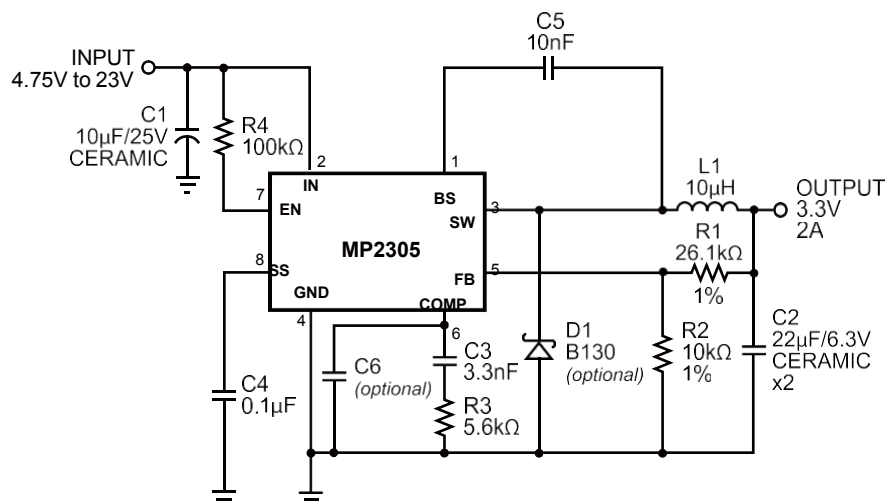 C5
10nF
INPUT
4.75V to 23V
C1
10µF/25V
CERAMIC
R4
100kΩ
2
IN
1
BS
7
EN
3
SW
L1
10µH
OUTPUT
3.3V
2A
MP2305
R1
26.1kΩ
1%
8
SS
5
FB
GND
4
COMP
6
C4
0.1µF
C6
(optional)
C3
3.3nF
R3
5.6kΩ
D1
B130
(optional)
R2
10kΩ
1%
C2
22µF/6.3V
CERAMIC
x2